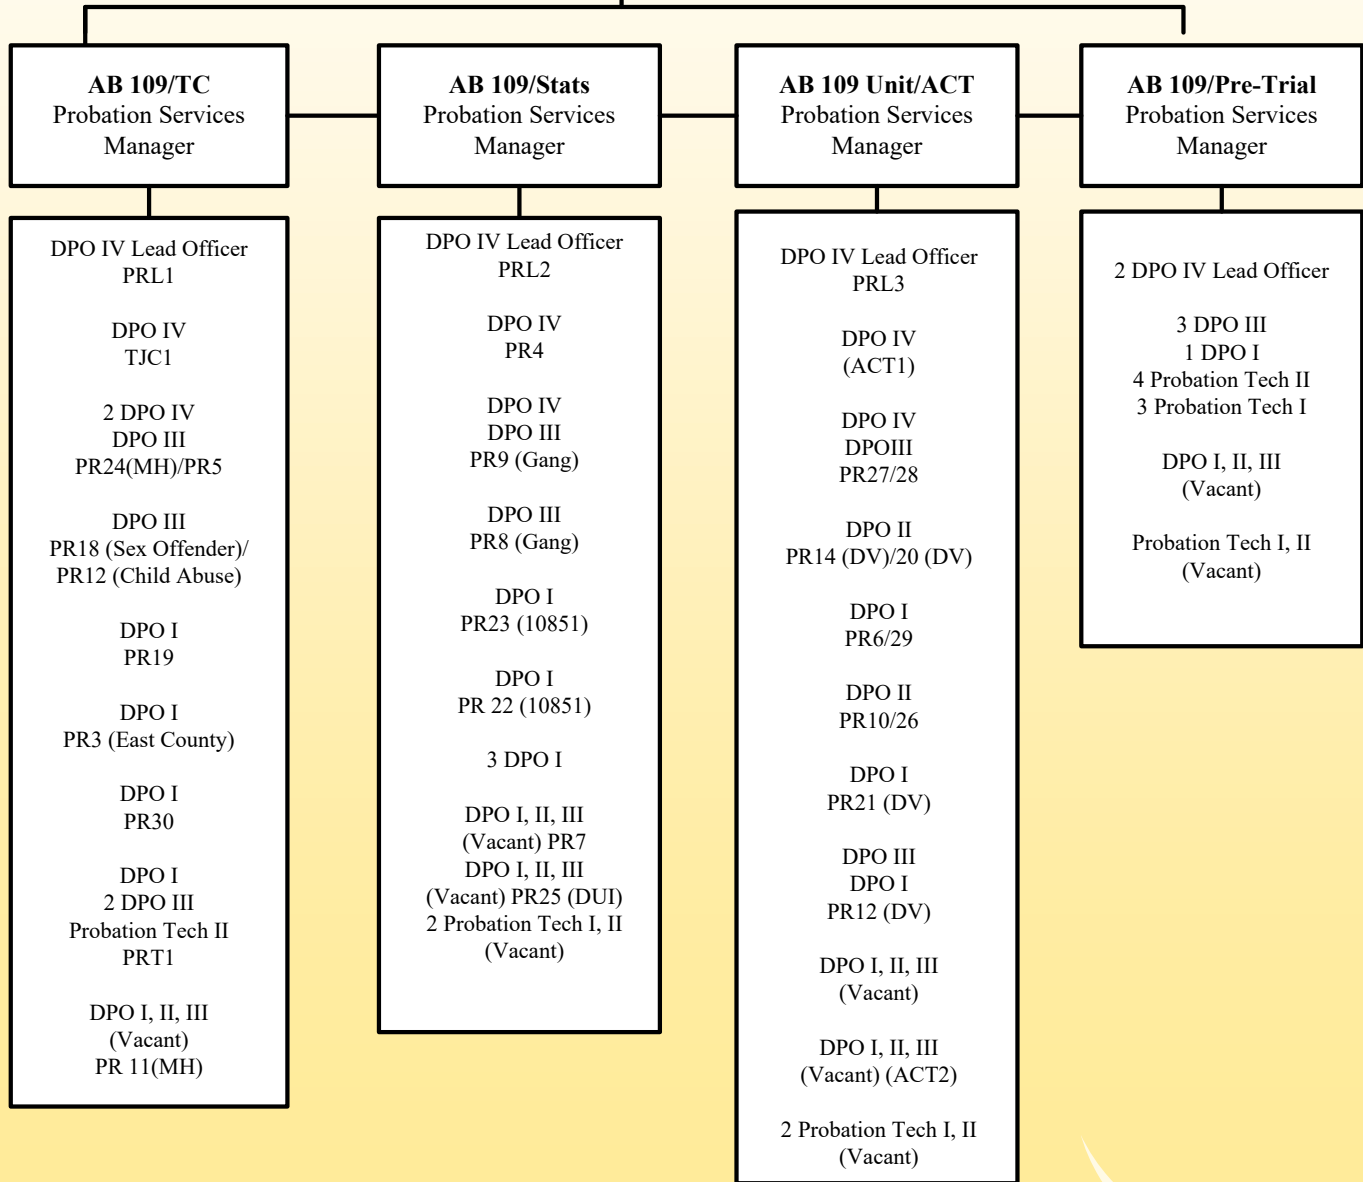 AB 109/TC
Probation Services
Manager
AB 109/Stats
Probation Services
Manager
AB 109 Unit/ACT
Probation Services
Manager
AB 109/Pre-Trial
Probation Services
Manager
DPO IV Lead Officer
PRL1
DPO IV
TJC1
2 DPO IV
DPO III
PR24(MH)/PR5
DPO III
PR18 (Sex Offender)/
PR12 (Child Abuse)
DPO I
PR19
DPO I
PR3 (East County)
DPO I
PR30
DPO I
2 DPO III
Probation Tech II
PRT1
DPO I, II, III
(Vacant)
PR 11(MH)
DPO IV Lead Officer
PRL2
DPO IV
PR4
DPO IV
DPO III
PR9 (Gang)
DPO III
PR8 (Gang)
DPO I
PR23 (10851)
DPO I
PR 22 (10851)
3 DPO I
DPO I, II, III
(Vacant) PR7
DPO I, II, III
(Vacant) PR25 (DUI)
2 Probation Tech I, II
(Vacant)
DPO IV Lead Officer
PRL3
DPO IV
(ACT1)
DPO IV
DPOIII
PR27/28
DPO II
PR14 (DV)/20 (DV)
DPO I
PR6/29
DPO II
PR10/26
DPO I
PR21 (DV)
DPO III
DPO I
PR12 (DV)
DPO I, II, III
(Vacant)
DPO I, II, III
(Vacant) (ACT2)
2 Probation Tech I, II
(Vacant)
2 DPO IV Lead Officer
3 DPO III
1 DPO I
4 Probation Tech II
3 Probation Tech I
DPO I, II, III
(Vacant)
Probation Tech I, II
(Vacant)